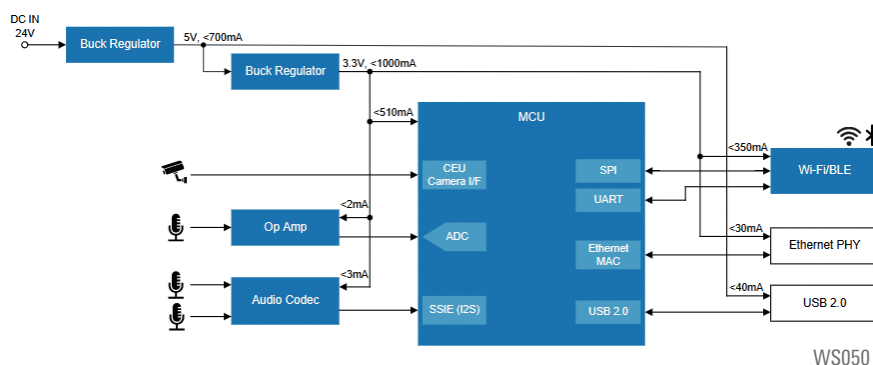 DC IN
24V
Buck Regulator
5V, <700mA
Buck Regulator
3.3V, <1000mA
<510mA
MCU
<350mA
CEU
Camera I/F
SPI
Wi-Fi/BLE
UART
<2mA
Op Amp
ADC
<30mA
Ethernet
MAC
Ethernet PHY
<3mA
<40mA
Audio Codec
SSIE (I2S)
USB 2.0
USB 2.0
WS050